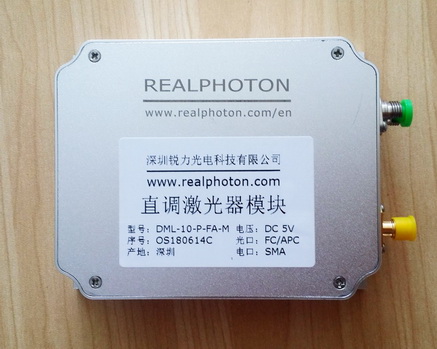 REALPHOTON
www.realphoton.com/en
深圳锐力光电科技有限公司
www.realphoton.com
直调激光器模块
型号: DML-10-P-FA-M 电压: DC 5V
序号: OS180614C 光口: FC/APC
产地: 深圳 电口: SMA